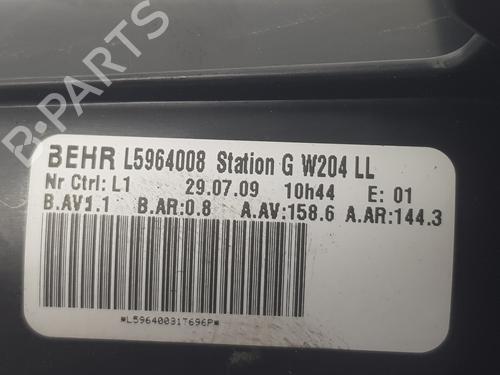 B-PARTS
BEHR L5964008 Station G W204 LL
Nr Ctrl: L1 29.07.09 10h44 E: 01
B.AV1.1 B.AR:0.8 A.AV:158.6 A.AR:144.3
*L59640031T696P*